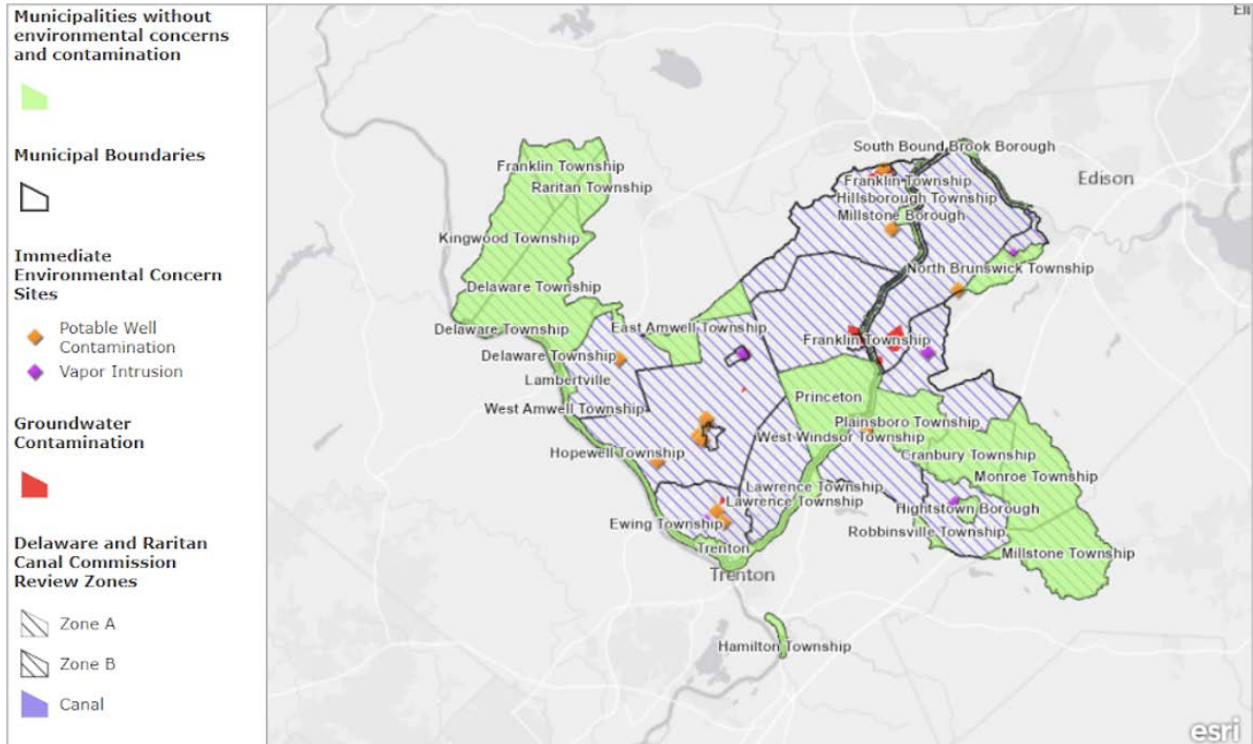 Municipalities without
environmental concerns
and contamination
Municipal Boundaries
Immediate
Environmental Concern
Sites
Potable Well
Contamination
Vapor Intrusion
Groundwater
Contamination
Delaware and Raritan
Canal Commission
Review Zones
Zone A
Zone B
Canal
South Bound Brook Borough
Franklin Township
Raritan Township
Franklin Township
Edison
Hillsborough Township
Millstone Borough
Kingwood Township
North Brunswick Township
Delaware Township
Delaware Township
East Amwell Township
Franklin Township
Delaware Township
Lambertville
Princeton
West Amwell Township
Plainsboro Township
West Windsor Township
Hopewell Township
Cranbury Township
Monroe Township
Lawrence Township
Lawrence Township
Hightstown Borough
Ewing Township
Robbinsville Township
Trenton
Millstone Township
Trenton
Hamilton Township
esri